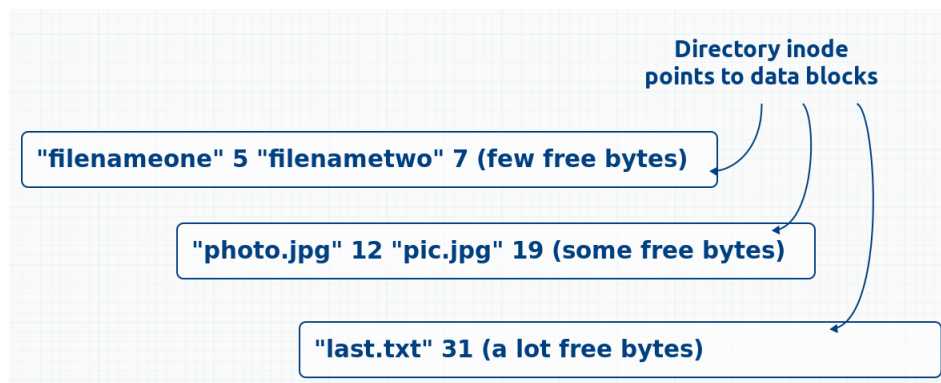 Directory inode
points to data blocks
"filenameone" 5 "filenametwo" 7 (few free bytes)
"photo.jpg" 12 "pic.jpg" 19 (some free bytes)
"last.txt" 31 (a lot free bytes)